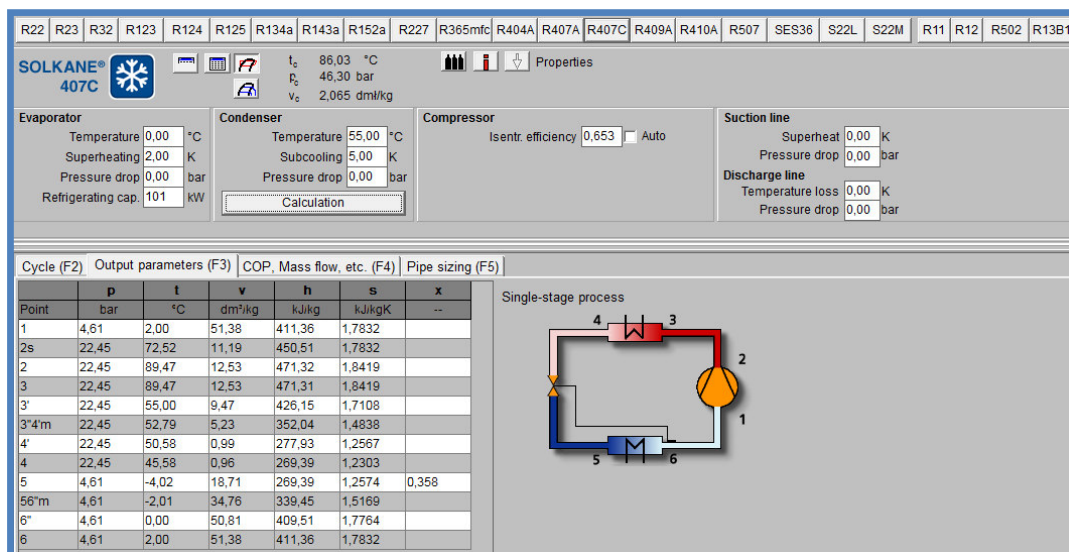 R22 R23 R32 R123 R124 R125 R134a R143a R152a R227 R365mfc R404A R407A R407C R409A R410A R507 SES36 S22L S22M R11 R12 R502 R13B1
SOLKANE® 407C
tc 86,03 °C
pc 46,30 bar
vc 2,065 dmł/kg
Properties
Evaporator
Temperature 0,00 °C
Superheating 2,00 K
Pressure drop 0,00 bar
Refrigerating cap. 101 kW
Condenser
Temperature 55,00 °C
Subcooling 5,00 K
Pressure drop 0,00 bar
Calculation
Compressor
Isentr. efficiency 0,653 Auto
Suction line
Superheat 0,00 K
Pressure drop 0,00 bar
Discharge line
Temperature loss 0,00 K
Pressure drop 0,00 bar
Cycle (F2) Output parameters (F3) COP, Mass flow, etc. (F4) Pipe sizing (F5)
p t v h s x
Point bar °C dm³/kg kJ/kg kJ/kgK --
1 4,61 2,00 51,38 411,36 1,7832
2s 22,45 72,52 11,19 450,51 1,7832
2 22,45 89,47 12,53 471,32 1,8419
3 22,45 89,47 12,53 471,31 1,8419
3' 22,45 55,00 9,47 426,15 1,7108
3"4'm 22,45 52,79 5,23 352,04 1,4838
4' 22,45 50,58 0,99 277,93 1,2567
4 22,45 45,58 0,96 269,39 1,2303
5 4,61 -4,02 18,71 269,39 1,2574 0,358
56"m 4,61 -2,01 34,76 339,45 1,5169
6" 4,61 0,00 50,81 409,51 1,7764
6 4,61 2,00 51,38 411,36 1,7832
Single-stage process
4 3
2
1
5 6